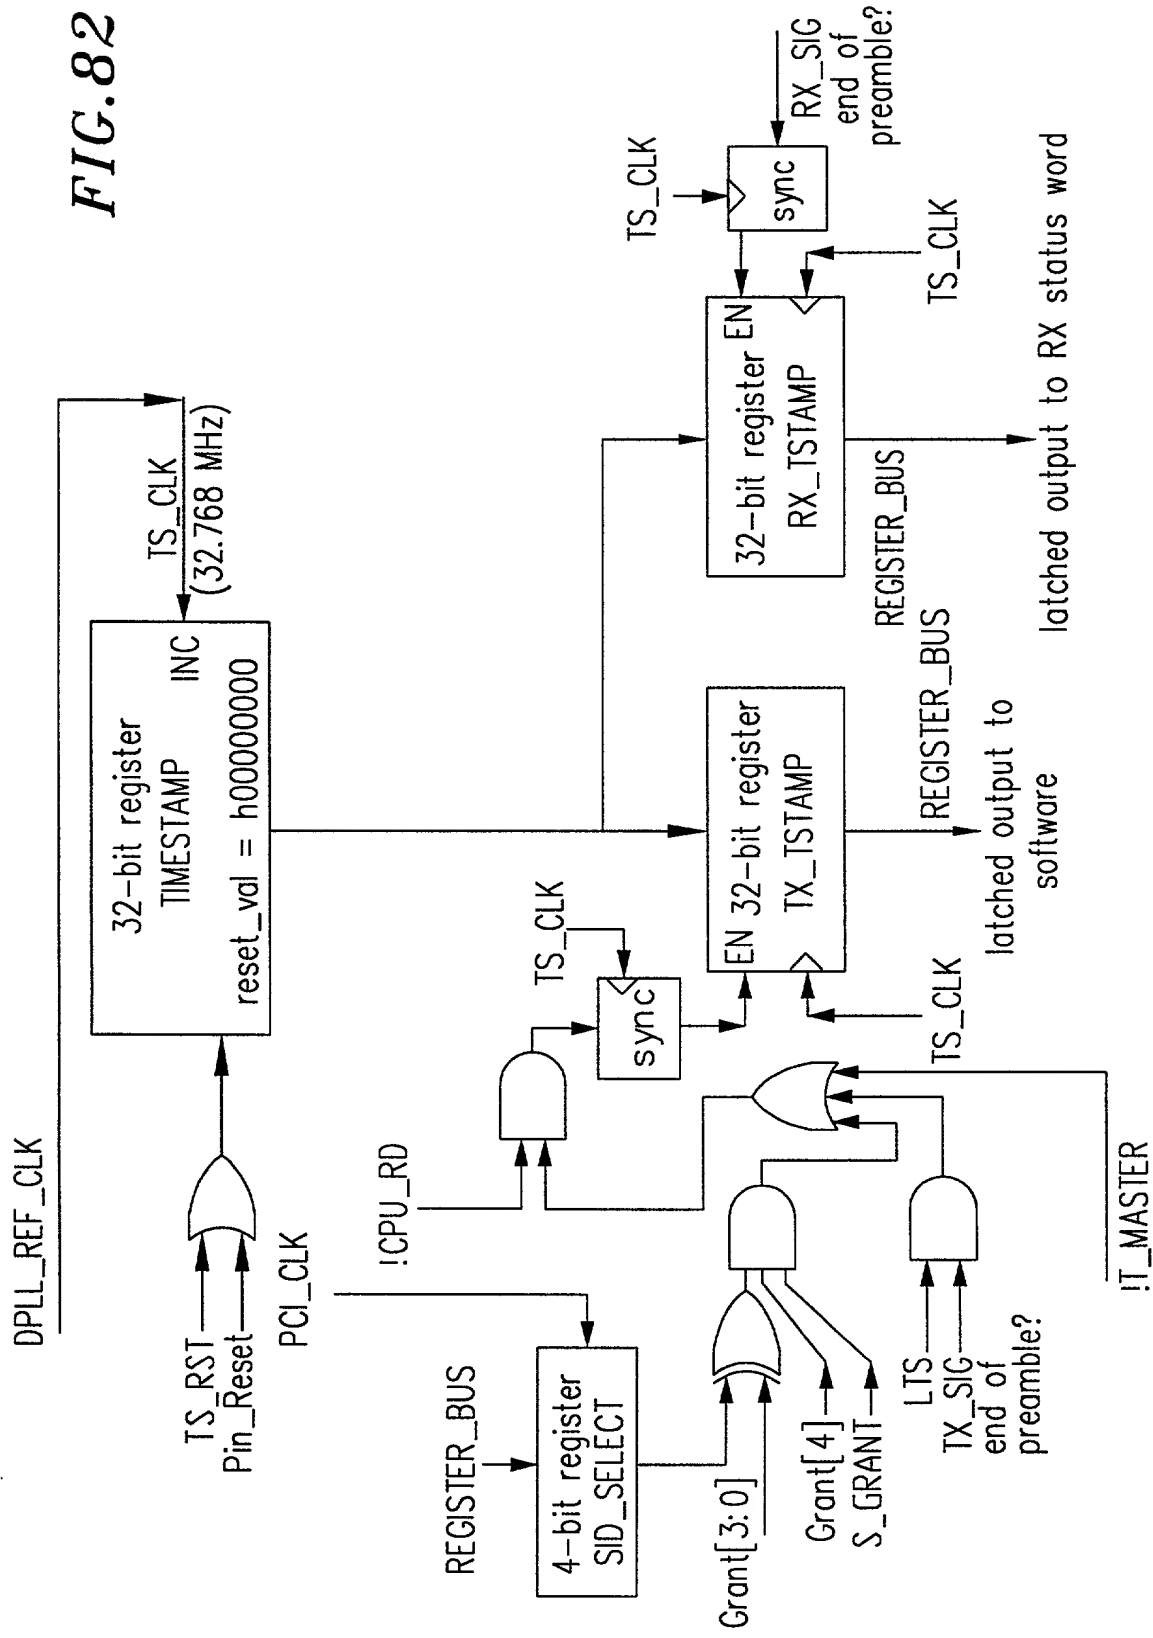 FIG.82
DPLL_REF_CLK
TS_RST
Pin_Reset
32-bit register
TIMESTAMP
INC
reset_val = h00000000
TS_CLK
(32.768 MHz)
PCI_CLK
!CPU_RD
REGISTER_BUS
4-bit register
SID_SELECT
Grant[3:0]
Grant[4]
S_GRANT
LTS
TX_SIG
end of
preamble?
!T_MASTER
TS_CLK
sync
EN 32-bit register
TX_TSTAMP
TS_CLK
REGISTER_BUS
latched output to
software
32-bit register EN
RX_TSTAMP
REGISTER_BUS
TS_CLK
sync
TS_CLK
RX_SIG
end of
preamble?
latched output to RX status word